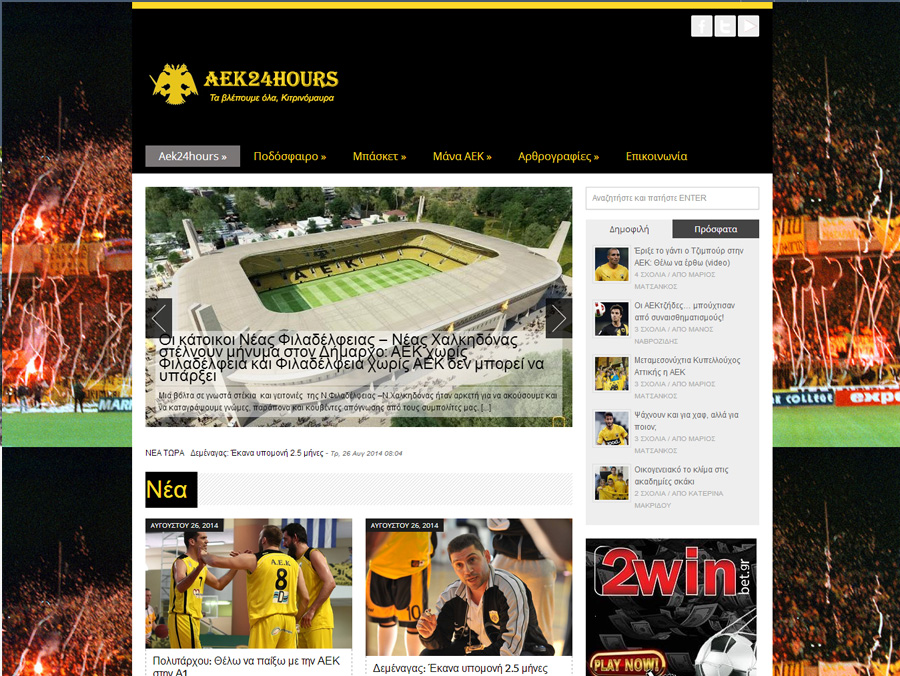 AEK24HOURS
Τα βλέπουμε όλα, Κιτρινόμαυρα
Aek24hours »
Ποδόσφαιρο »
Μπάσκετ »
Μάνα ΑΕΚ »
Αρθρογραφίες »
Επικοινωνία
ΑΕΚ
Οι κάτοικοι Νέας Φιλαδέλφειας – Νέας Χαλκηδόνας
στέλνουν μήνυμα στον Δήμαρχο: ΑΕΚ χωρίς
Φιλαδέλφεια και Φιλαδέλφεια χωρίς ΑΕΚ δεν μπορεί να
υπάρξει
Μια βόλτα σε γνωστά στέκια και γειτονιές της Ν.Φιλαδέλφειας –Ν.Χαλκηδόνας ήταν αρκετή για να ακούσουμε και
να καταγράψουμε γνώμες, παράπονα και κουβέντες απόγνωσης από τους συμπολίτες μας. [...]
ΝΕΑ ΤΩΡΑ Δεμέναγας: Έκανα υπομονή 2.5 μήνες - Τρ, 26 Αυγ 2014 08:04
Νέα
ΑΥΓΟΥΣΤΟΥ 26, 2014
Α.Ε.Κ
8
Πολυτάρχου: Θέλω να παίξω με την ΑΕΚ
στην Α1
ΑΥΓΟΥΣΤΟΥ 26, 2014
10
Δεμέναγας: Έκανα υπομονή 2.5 μήνες
Αναζητήστε και πατήστε ENTER
Δημοφιλή
Πρόσφατα
Έριξε το γάντι ο Τζιμπούρ στην
ΑΕΚ: Θέλω να έρθω (video)
4 ΣΧΟΛΙΑ / ΑΠΟ ΜΑΡΙΟΣ
ΜΑΤΣΑΝΚΟΣ
Οι ΑΕΚτζήδες… μπούχτισαν
από συναισθηματισμούς!
3 ΣΧΟΛΙΑ / ΑΠΟ ΜΑΝΟΣ
ΝΑΒΡΟΖΙΔΗΣ
Μεταμεσονύχτια Κυπελλούχος
Αττικής η ΑΕΚ
3 ΣΧΟΛΙΑ / ΑΠΟ ΜΑΡΙΟΣ
ΜΑΤΣΑΝΚΟΣ
Ψάχνουν και για χαφ, αλλά για
ποιον;
3 ΣΧΟΛΙΑ / ΑΠΟ ΜΑΡΙΟΣ
ΜΑΤΣΑΝΚΟΣ
Οικογενειακό το κλίμα στις
ακαδημίες σκάκι
2 ΣΧΟΛΙΑ / ΑΠΟ ΚΑΤΕΡΙΝΑ
ΜΑΚΡΙΔΟΥ
2win
bet.gr
PLAY NOW!
COLLEGE